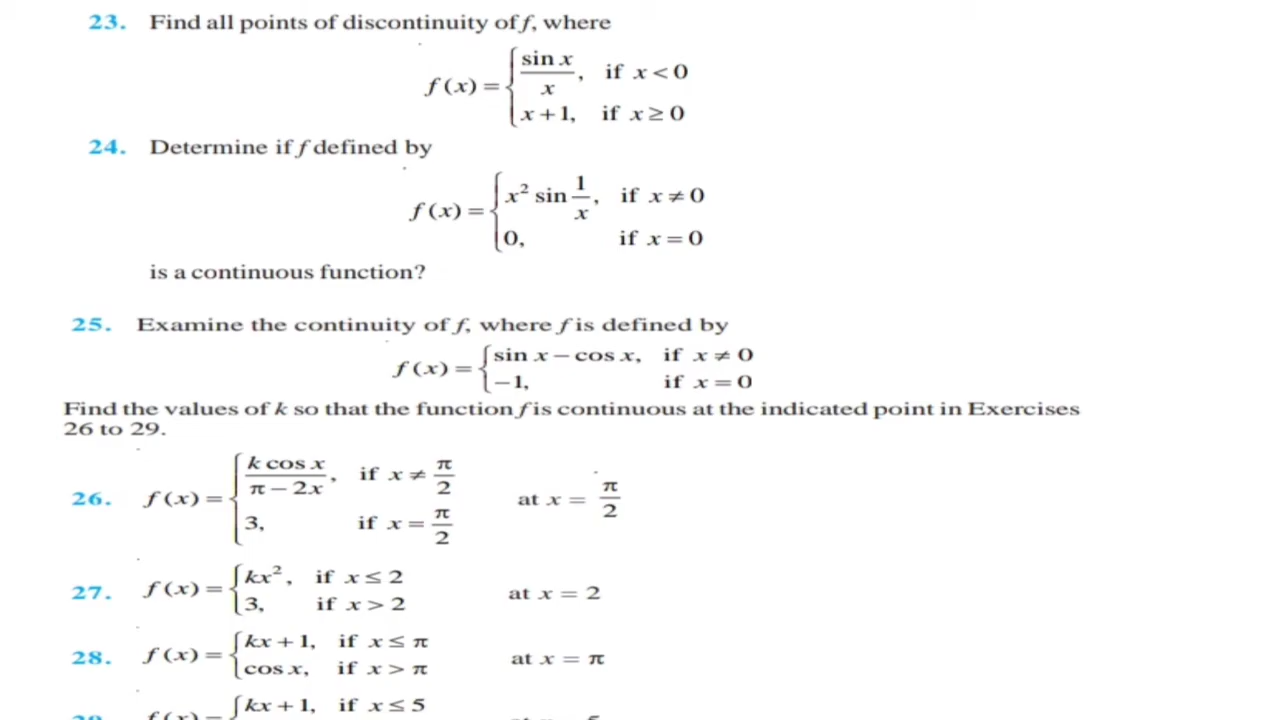 23. Find all points of discontinuity of f, where
f(x) = { sin x / x, if x < 0
x + 1, if x ≥ 0
24. Determine if f defined by
f(x) = { x² sin 1/x, if x ≠ 0
0, if x = 0
is a continuous function?
25. Examine the continuity of f, where f is defined by
f(x) = { sin x − cos x, if x ≠ 0
−1, if x = 0
Find the values of k so that the function f is continuous at the indicated point in Exercises
26 to 29.
26. f(x) = { k cos x / π − 2x, if x ≠ π/2 at x = π/2
3, if x = π/2
27. f(x) = { kx², if x ≤ 2 at x = 2
3, if x > 2
28. f(x) = { kx + 1, if x ≤ π at x = π
cos x, if x > π
kx + 1, if x ≤ 5